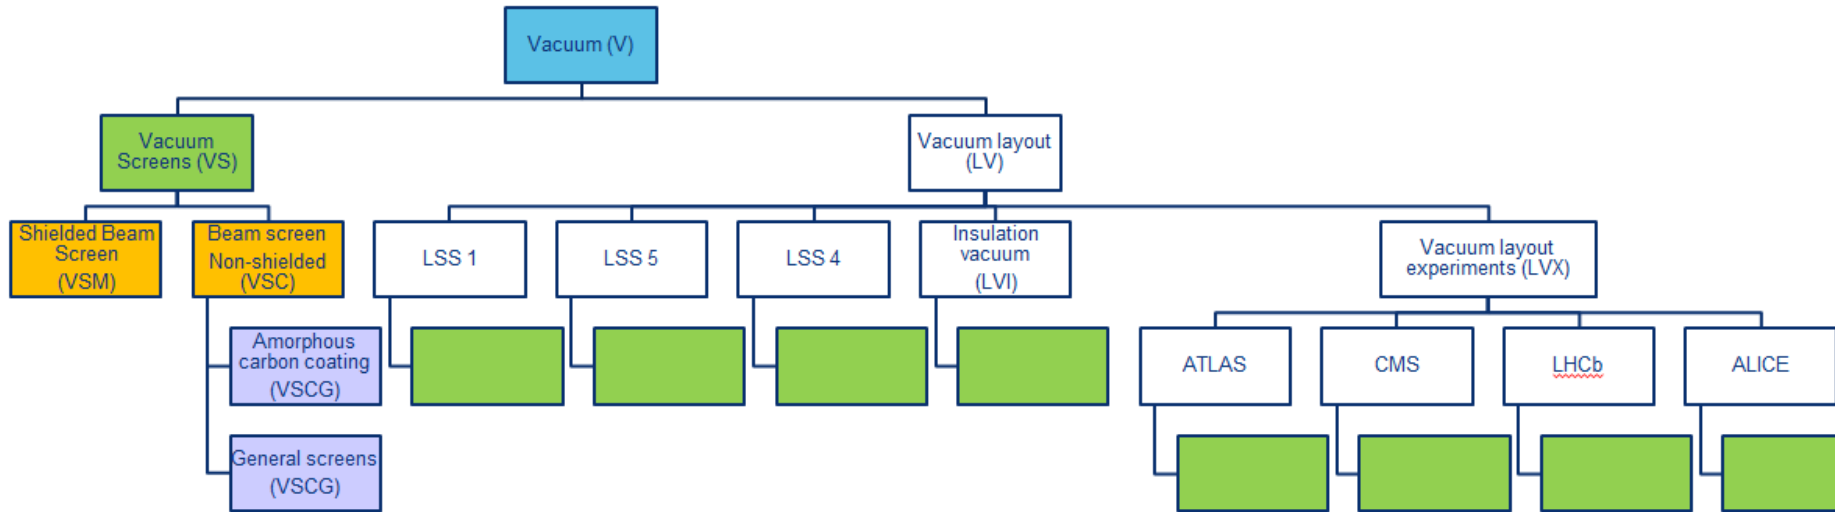 Vacuum (V)
Vacuum
Screens (VS)
Vacuum layout
(LV)
Shielded Beam
Screen
(VSM)
Beam screen
Non-shielded
(VSC)
LSS 1
LSS 5
LSS 4
Insulation
vacuum
(LVI)
Vacuum layout
experiments (LVX)
Amorphous
carbon coating
(VSCG)
ATLAS
CMS
LHCb
ALICE
General screens
(VSCG)